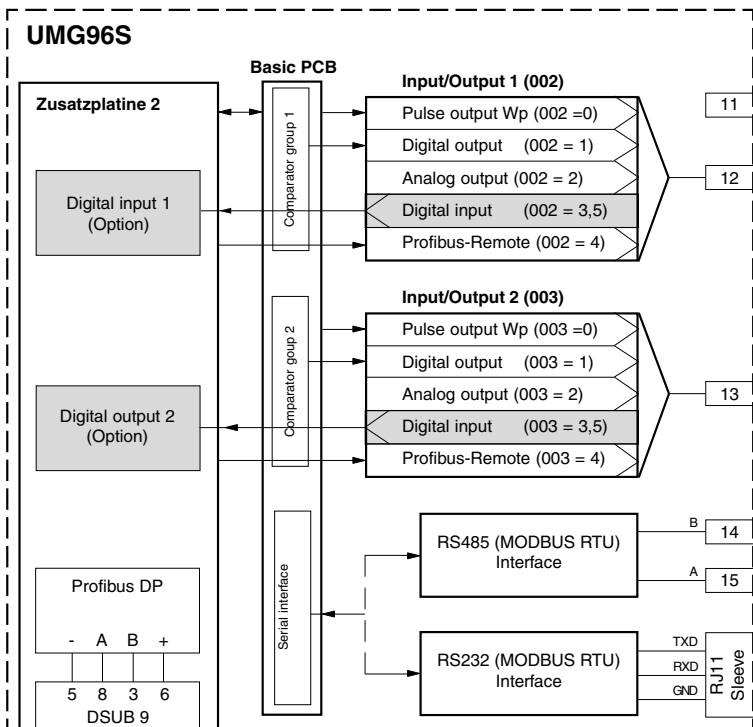 UMG96S
Basic PCB
Zusatzplatine 2
Digital input 1
(Option)
Digital output 2
(Option)
Profibus DP
- A B +
5 8 3 6
DSUB 9
Comparator group 1
Comparator goup 2
Serial interface
Input/Output 1 (002)
Pulse output Wp (002 =0)
Digital output (002 = 1)
Analog output (002 = 2)
Digital input (002 = 3,5)
Profibus-Remote (002 = 4)
11
12
Input/Output 2 (003)
Pulse output Wp (003 =0)
Digital output (003 = 1)
Analog output (003 = 2)
Digital input (003 = 3,5)
Profibus-Remote (003 = 4)
13
RS485 (MODBUS RTU)
Interface
B
14
A
15
RS232 (MODBUS RTU)
Interface
TXD
RXD
GND
RJ11
Sleeve